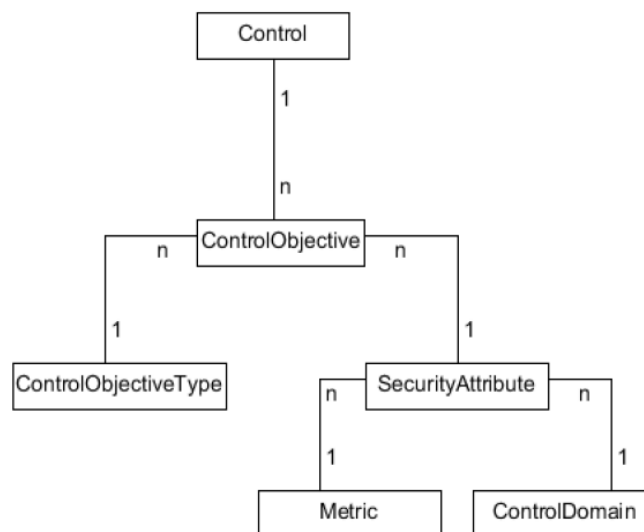 Control
1
n
ControlObjective
n
n
1
1
ControlObjectiveType
SecurityAttribute
n
n
1
1
Metric
ControlDomain